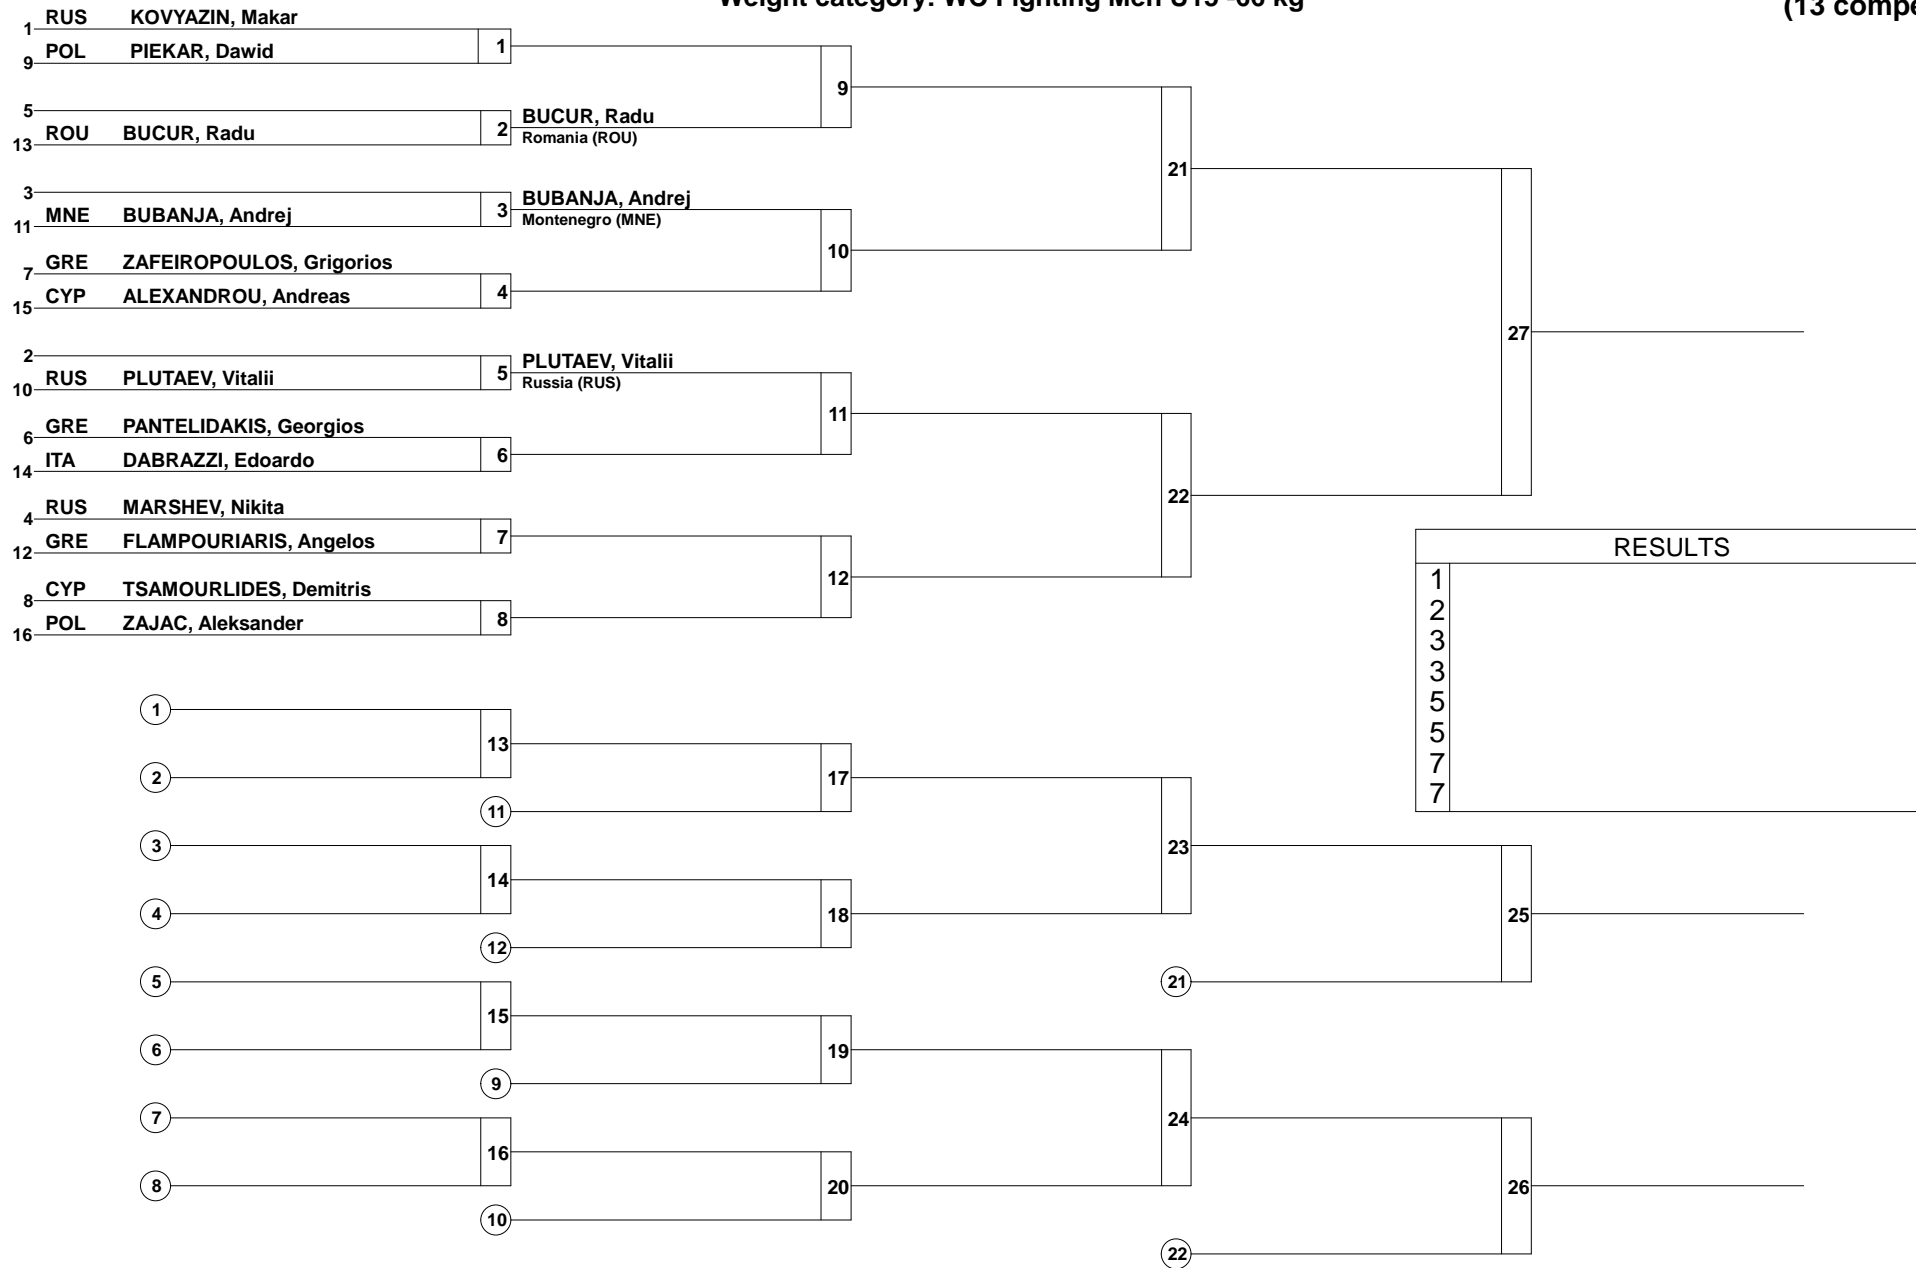 Weight category: WC Fighting Men U15 -66 kg
(13 compe
1 RUS KOVYAZIN, Makar
9 POL PIEKAR, Dawid
1
9
5
13 ROU BUCUR, Radu
2
BUCUR, Radu
Romania (ROU)
21
3
11 MNE BUBANJA, Andrej
3
BUBANJA, Andrej
Montenegro (MNE)
10
7 GRE ZAFEIROPOULOS, Grigorios
15 CYP ALEXANDROU, Andreas
4
27
2
10 RUS PLUTAEV, Vitalii
5
PLUTAEV, Vitalii
Russia (RUS)
11
6 GRE PANTELIDAKIS, Georgios
14 ITA DABRAZZI, Edoardo
6
22
4 RUS MARSHEV, Nikita
12 GRE FLAMPOURIARIS, Angelos
7
12
8 CYP TSAMOURLIDES, Demitris
16 POL ZAJAC, Aleksander
8
RESULTS
1
2
3
3
5
5
7
7
1
13
2
17
11
3
23
14
4
18
25
12
5
21
15
6
19
9
7
24
16
8
20
26
10
22